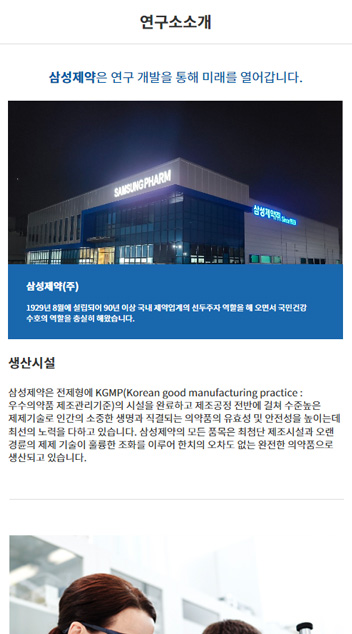 연구소소개
삼성제약은 연구 개발을 통해 미래를 열어갑니다.
SAMSUNG PHARM
삼성제약(주) Since 1929
삼성제약(주)
1929년 8월에 설립되어 90년 이상 국내 제약업계의 선두주자 역할을 해 오면서 국민건강
수호의 역할을 충실히 해왔습니다.
생산시설
삼성제약은 전제형에 KGMP(Korean good manufacturing practice :
우수의약품 제조관리기준)의 시설을 완료하고 제조공정 전반에 걸쳐 수준높은
제제기술로 인간의 소중한 생명과 직결되는 의약품의 유효성 및 안전성을 높이는데
최선의 노력을 다하고 있습니다. 삼성제약의 모든 품목은 최첨단 제조시설과 오랜
경륜의 제제 기술이 훌륭한 조화를 이루어 한치의 오차도 없는 완전한 의약품으로
생산되고 있습니다.